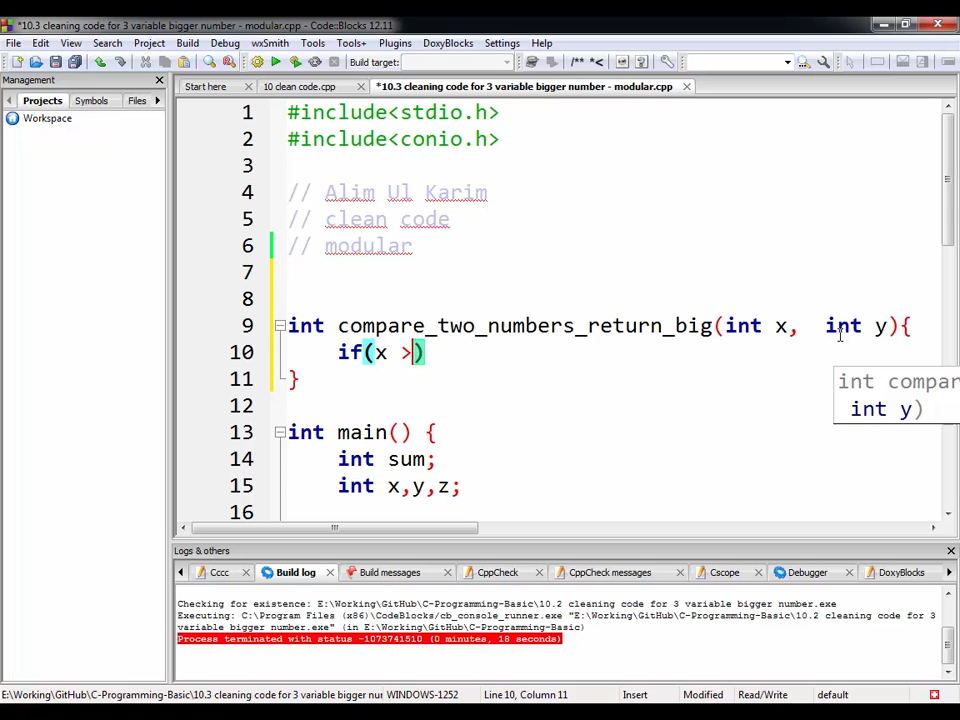 *10.3 cleaning code for 3 variable bigger number - modular.cpp - Code::Blocks 12.11
File Edit View Search Project Build Debug wxSmith Tools Tools+ Plugins DoxyBlocks Settings Help
Build target:
/** *<
Management
Start here 10 clean code.cpp *10.3 cleaning code for 3 variable bigger number - modular.cpp
Projects Symbols Files
Workspace
1 #include<stdio.h>
2 #include<conio.h>
3
4 // Alim Ul Karim
5 // clean code
6 // modular
7
8
9 int compare_two_numbers_return_big(int x,  int y){
10 if(x >)
11 }
int compar
int y)
12
13 int main() {
14 int sum;
15 int x,y,z;
16
Logs & others
Cccc Build log Build messages CppCheck CppCheck messages Cscope Debugger DoxyBlocks
Checking for existence: E:\Working\GitHub\C-Programming-Basic\10.2 cleaning code for 3 variable bigger number.exe
Executing: C:\Program Files (x86)\CodeBlocks/cb_console_runner.exe "E:\Working\GitHub\C-Programming-Basic\10.2 cleaning code for 3
variable bigger number.exe" (in E:\Working\GitHub\C-Programming-Basic)
Process terminated with status -1073741510 (0 minutes, 18 seconds)
E:\Working\GitHub\C-Programming-Basic\10.3 cleaning code for 3 variable bigger nur WINDOWS-1252 Line 10, Column 11 Insert Modified Read/Write default